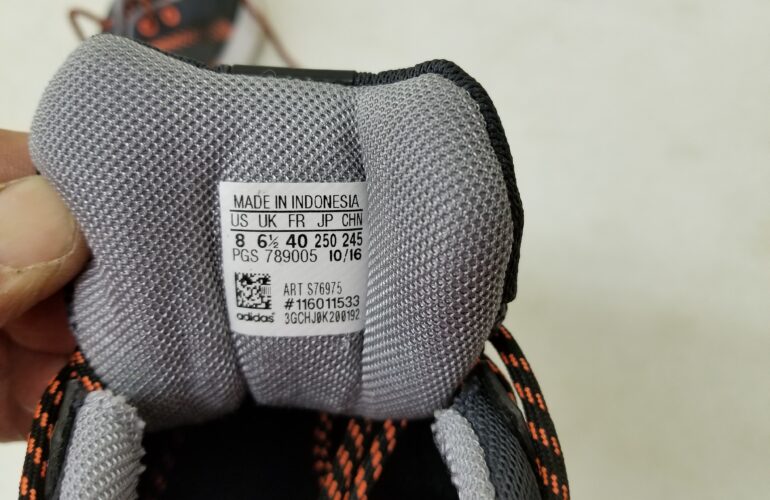 MADE IN INDONESIA
US UK FR JP CHN
8 6½ 40 250 245
PGS 789005 10/16
ART S76975
#116011533
adidas 3GCHJ0K200192